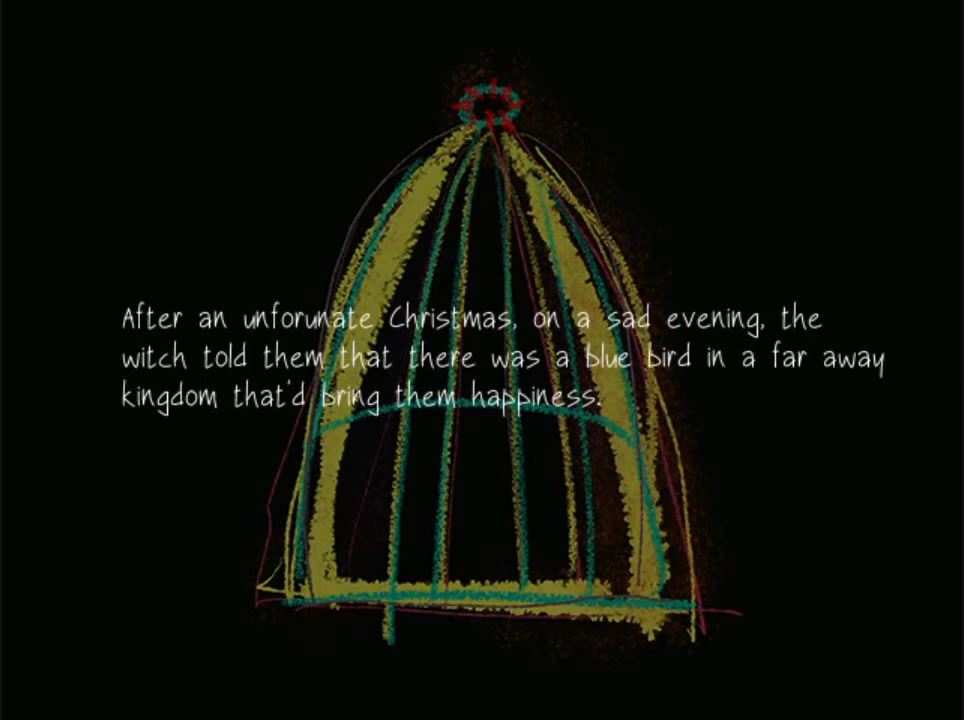 After an unforunate Christmas, on a sad evening, the
witch told them that there was a blue bird in a far away
kingdom that'd bring them happiness.